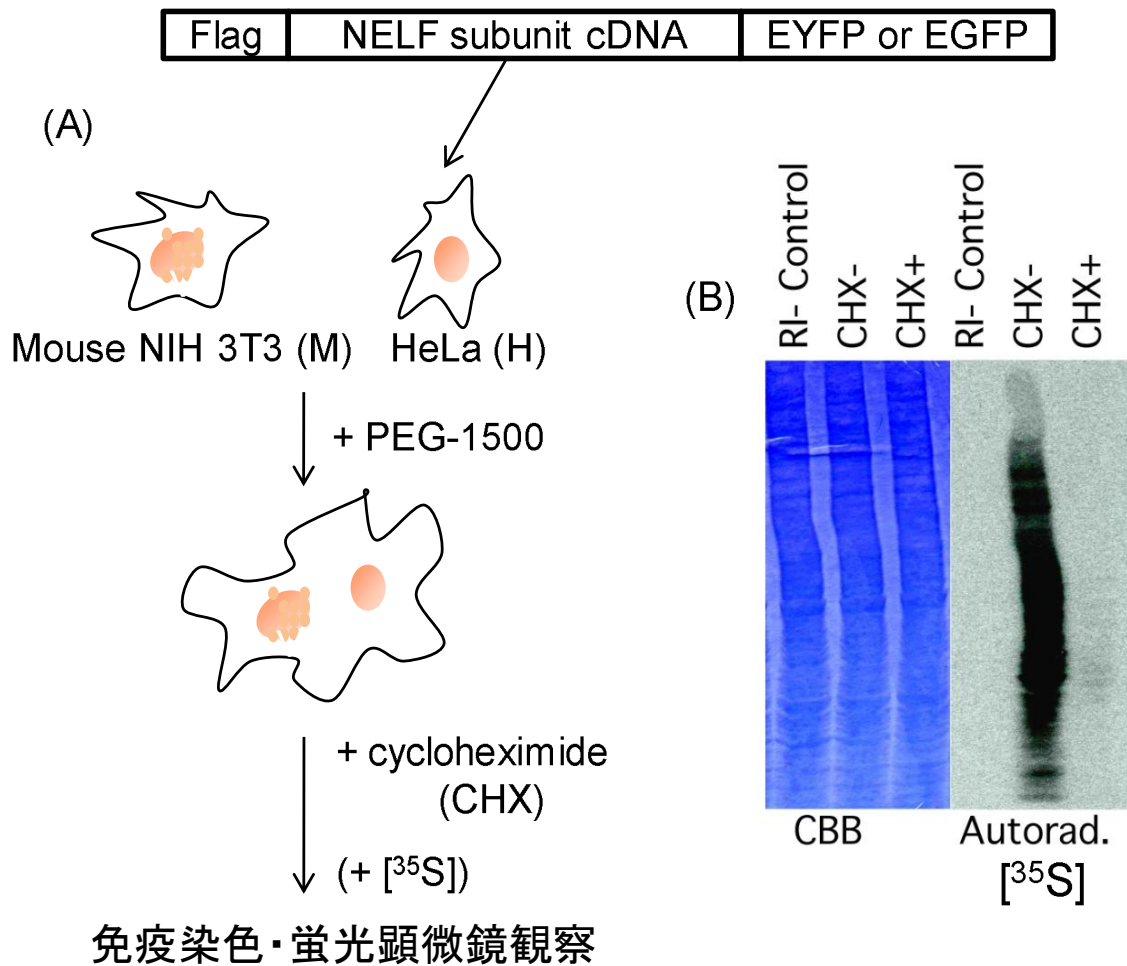 Flag NELF subunit cDNA EYFP or EGFP
(A)
Mouse NIH 3T3 (M) HeLa (H)
+ PEG-1500
+ cycloheximide
(CHX)
(+ [³⁵S])
免疫染色・蛍光顕微鏡観察
(B)
RI- Control
CHX-
CHX+
RI- Control
CHX-
CHX+
CBB
Autorad.
[³⁵S]